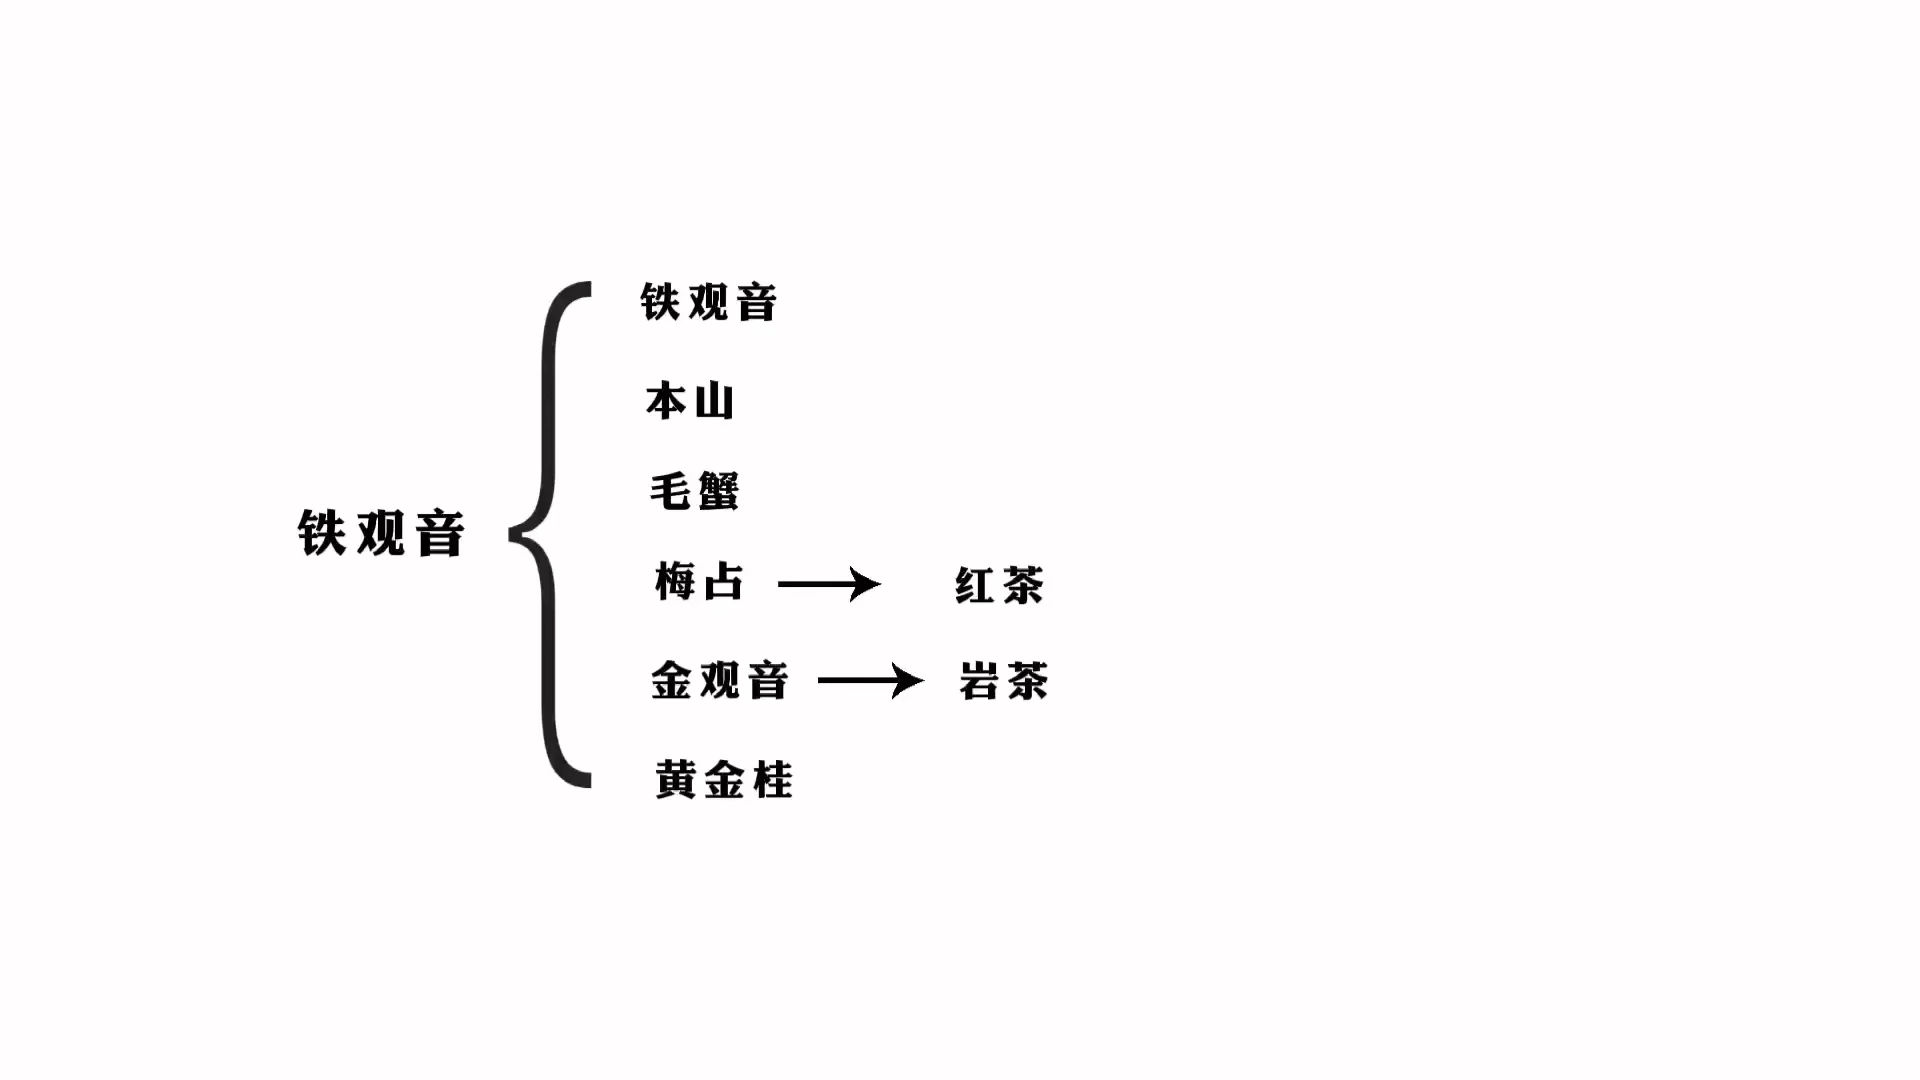 铁观音
铁观音
本山
毛蟹
梅占 红茶
金观音 岩茶
黄金桂